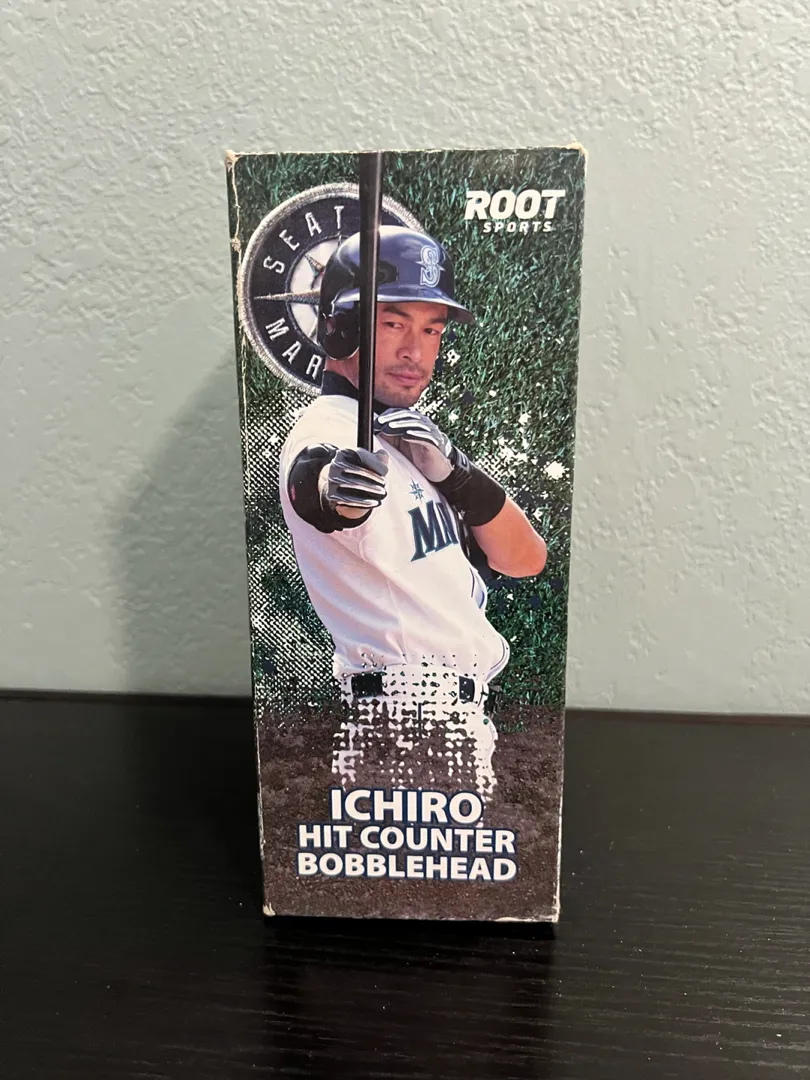 ROOT
SPORTS
SEAT
MAR
S
M
ICHIRO
HIT COUNTER
BOBBLEHEAD